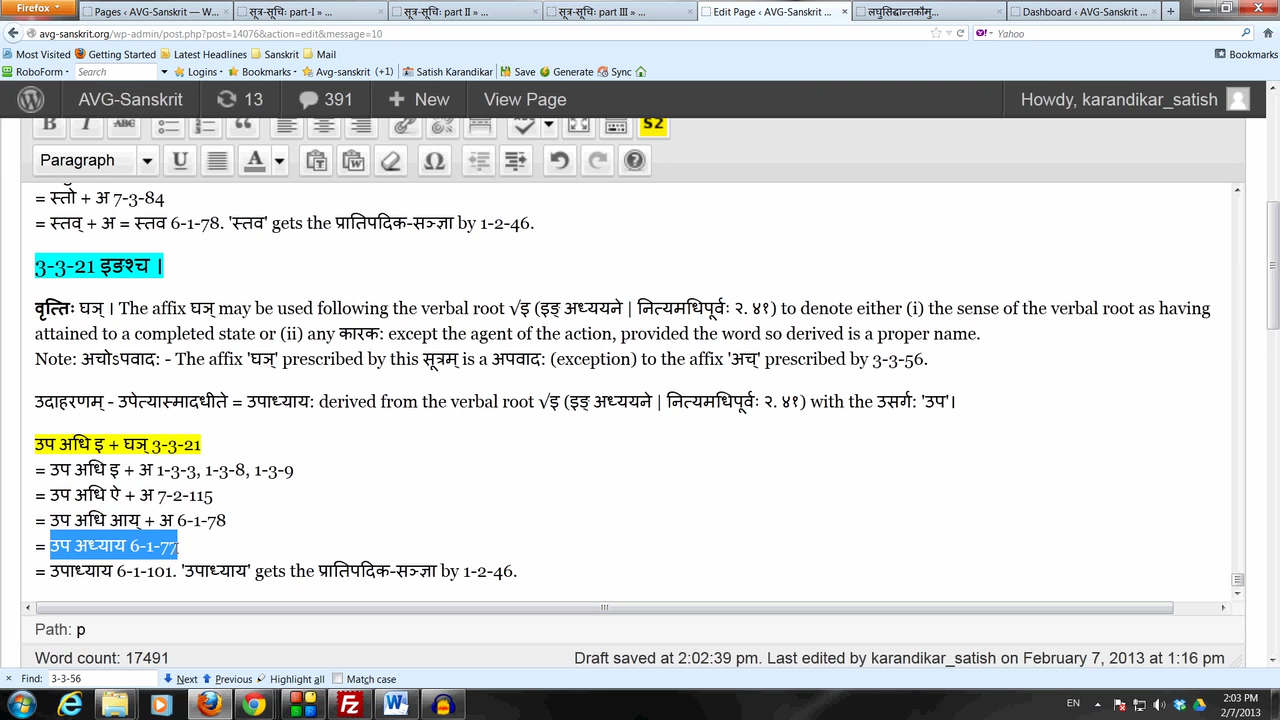 Firefox
Pages ‹ AVG-Sanskrit — W...
सूत्र-सूचिः part-I » ...
सूत्र-सूचिः part II » ...
सूत्र-सूचिः part III » ...
Edit Page ‹ AVG-Sanskrit ...
लघुसिद्धान्तकौमु...
Dashboard ‹ AVG-Sanskrit ...
avg-sanskrit.org/wp-admin/post.php?post=14076&action=edit&message=10
Yahoo
Most Visited Getting Started Latest Headlines Sanskrit Mail Bookmarks
RoboForm Search Logins Bookmarks Avg-sanskrit (+1) Satish Karandikar Save Generate Sync
AVG-Sanskrit 13 391 New View Page Howdy, karandikar_satish
B I ABC S2
Paragraph U A Ω
= स्तो + अ 7-3-84
= स्तव् + अ = स्तव 6-1-78. 'स्तव' gets the प्रातिपदिक-सञ्ज्ञा by 1-2-46.
3-3-21 इङश्च ।
वृत्तिः घञ् । The affix घञ् may be used following the verbal root √इ (इङ् अध्ययने | नित्यमधिपूर्वः २. ४१) to denote either (i) the sense of the verbal root as having
attained to a completed state or (ii) any कारक: except the agent of the action, provided the word so derived is a proper name.
Note: अचोऽपवाद: - The affix 'घञ्' prescribed by this सूत्रम् is a अपवाद: (exception) to the affix 'अच्' prescribed by 3-3-56.
उदाहरणम् - उपेत्यास्मादधीते = उपाध्याय: derived from the verbal root √इ (इङ् अध्ययने | नित्यमधिपूर्वः २. ४१) with the उसर्ग: 'उप'।
उप अधि इ + घञ् 3-3-21
= उप अधि इ + अ 1-3-3, 1-3-8, 1-3-9
= उप अधि ऐ + अ 7-2-115
= उप अधि आय् + अ 6-1-78
= उप अध्याय 6-1-77
= उपाध्याय 6-1-101. 'उपाध्याय' gets the प्रातिपदिक-सञ्ज्ञा by 1-2-46.
Path: p
Word count: 17491 Draft saved at 2:02:39 pm. Last edited by karandikar_satish on February 7, 2013 at 1:16 pm
Find: 3-3-56 Next Previous Highlight all Match case
EN 2:03 PM
2/7/2013